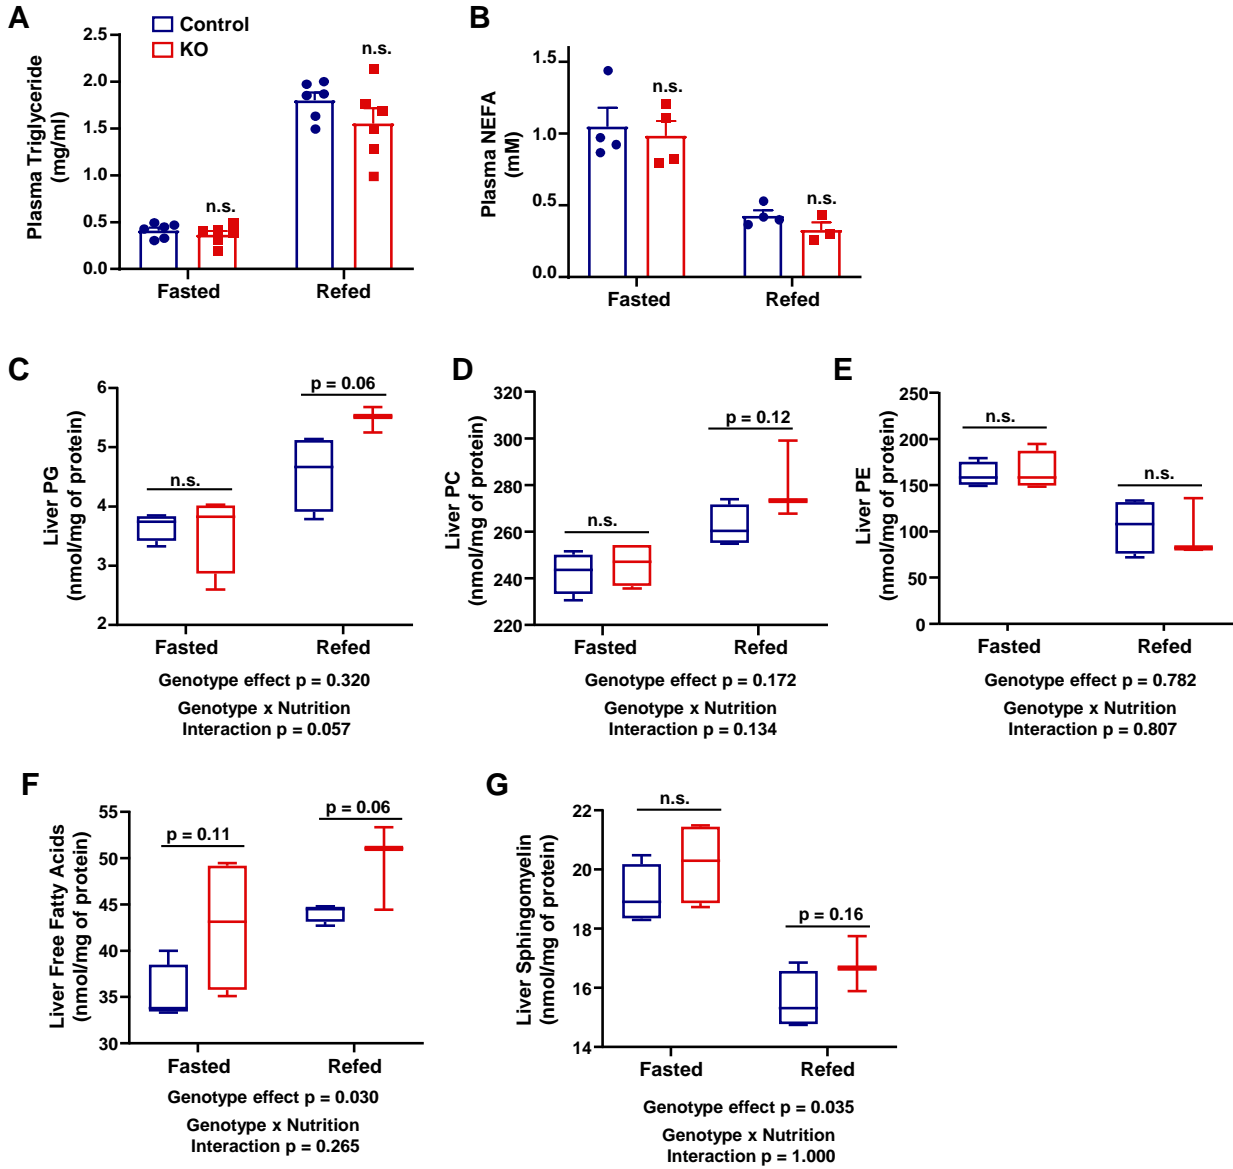 A
Control
KO
Plasma Triglyceride
(mg/ml)
2.5
2.0
1.5
1.0
0.5
0.0
n.s.
n.s.
Fasted
Refed
B
Plasma NEFA
(mM)
1.5
1.0
0.5
0.0
n.s.
n.s.
Fasted
Refed
C
Liver PG
(nmol/mg of protein)
6
5
4
3
2
n.s.
p = 0.06
Fasted
Refed
Genotype effect p = 0.320
Genotype x Nutrition
Interaction p = 0.057
D
Liver PC
(nmol/mg of protein)
320
300
280
260
240
220
n.s.
p = 0.12
Fasted
Refed
Genotype effect p = 0.172
Genotype x Nutrition
Interaction p = 0.134
E
Liver PE
(nmol/mg of protein)
250
200
150
100
50
0
n.s.
n.s.
Fasted
Refed
Genotype effect p = 0.782
Genotype x Nutrition
Interaction p = 0.807
F
Liver Free Fatty Acids
(nmol/mg of protein)
55
50
45
40
35
30
p = 0.11
p = 0.06
Fasted
Refed
Genotype effect p = 0.030
Genotype x Nutrition
Interaction p = 0.265
G
Liver Sphingomyelin
(nmol/mg of protein)
22
20
18
16
14
n.s.
p = 0.16
Fasted
Refed
Genotype effect p = 0.035
Genotype x Nutrition
Interaction p = 1.000